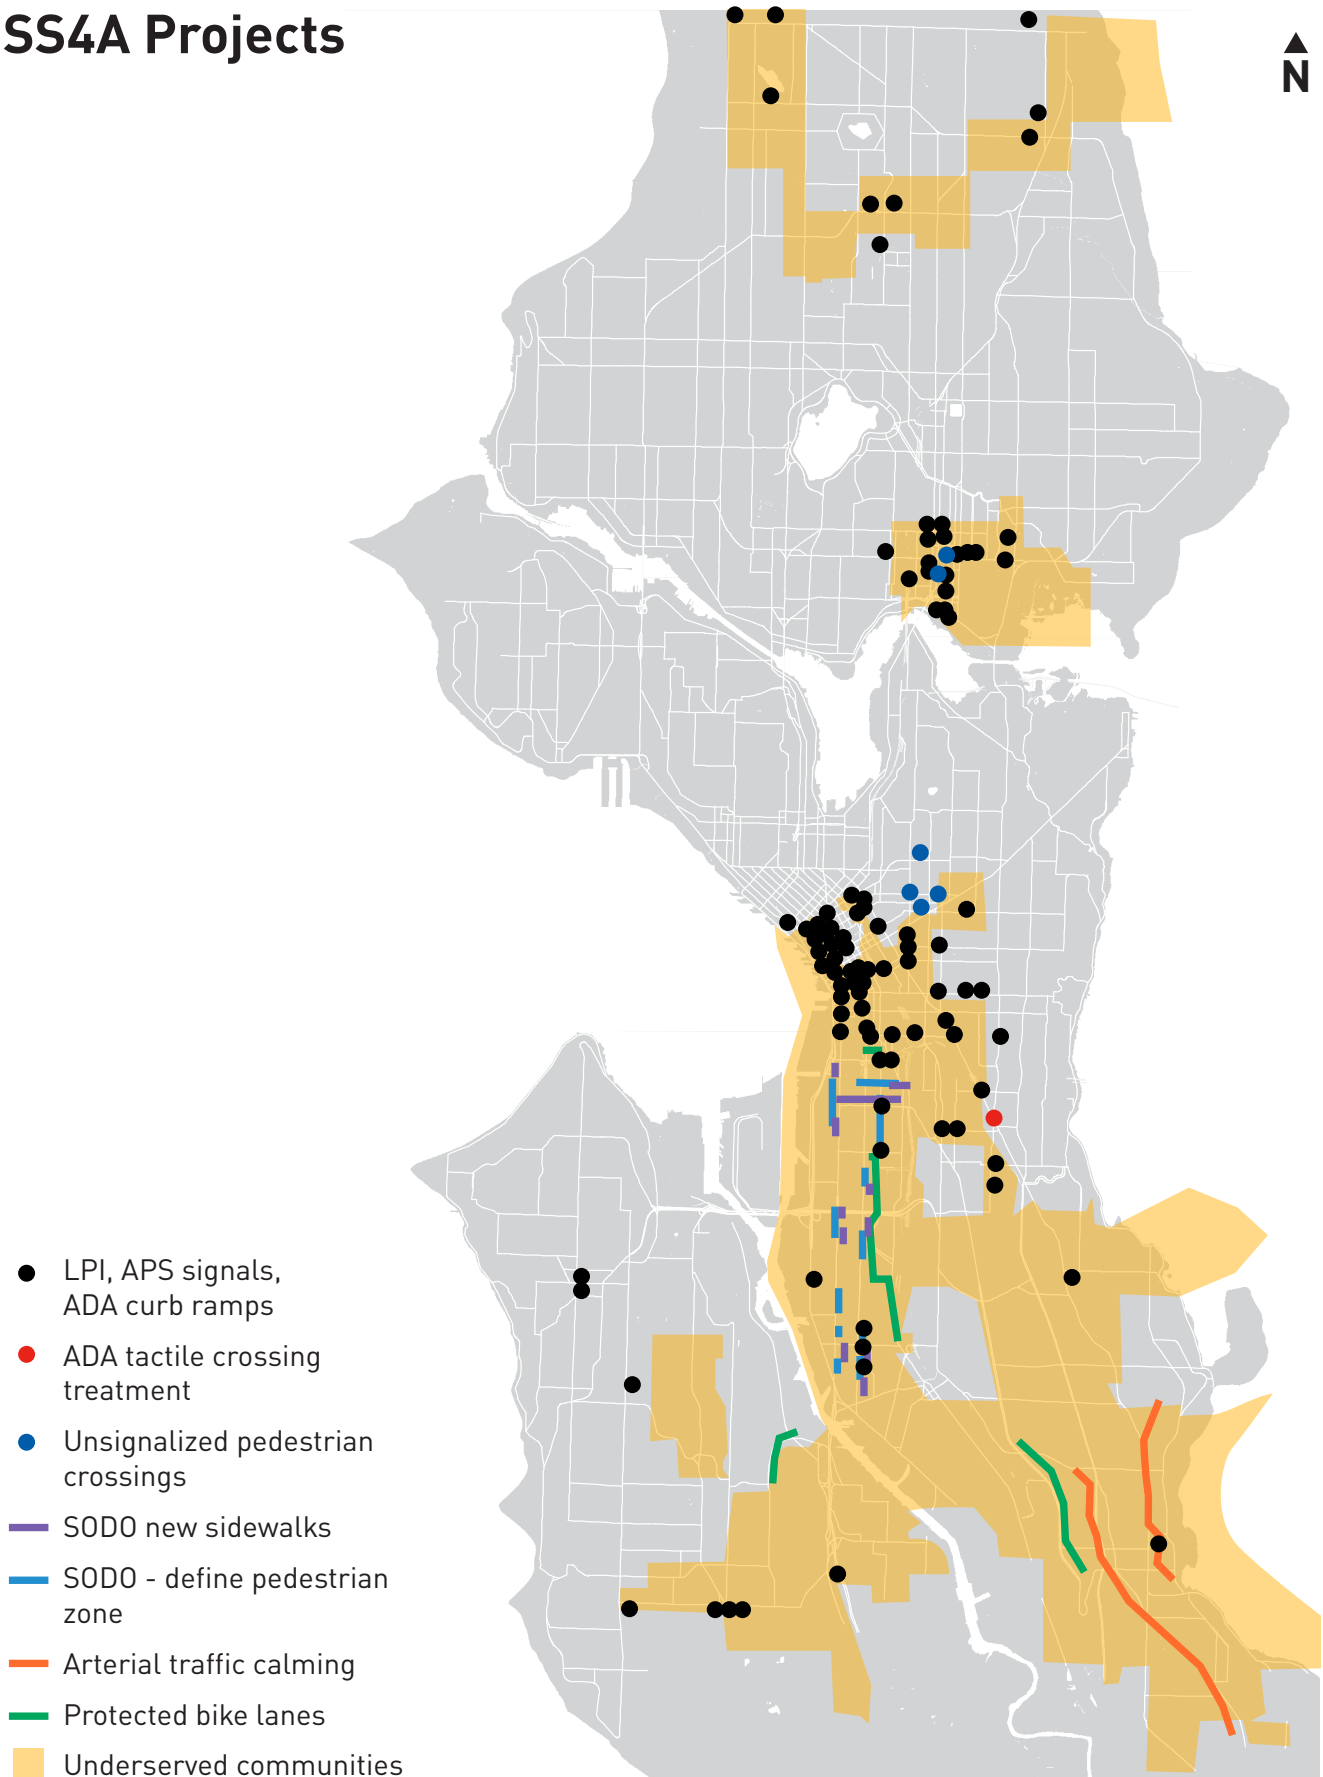 SS4A Projects
N
LPI, APS signals,
ADA curb ramps
ADA tactile crossing
treatment
Unsignalized pedestrian
crossings
SODO new sidewalks
SODO - define pedestrian
zone
Arterial traffic calming
Protected bike lanes
Underserved communities